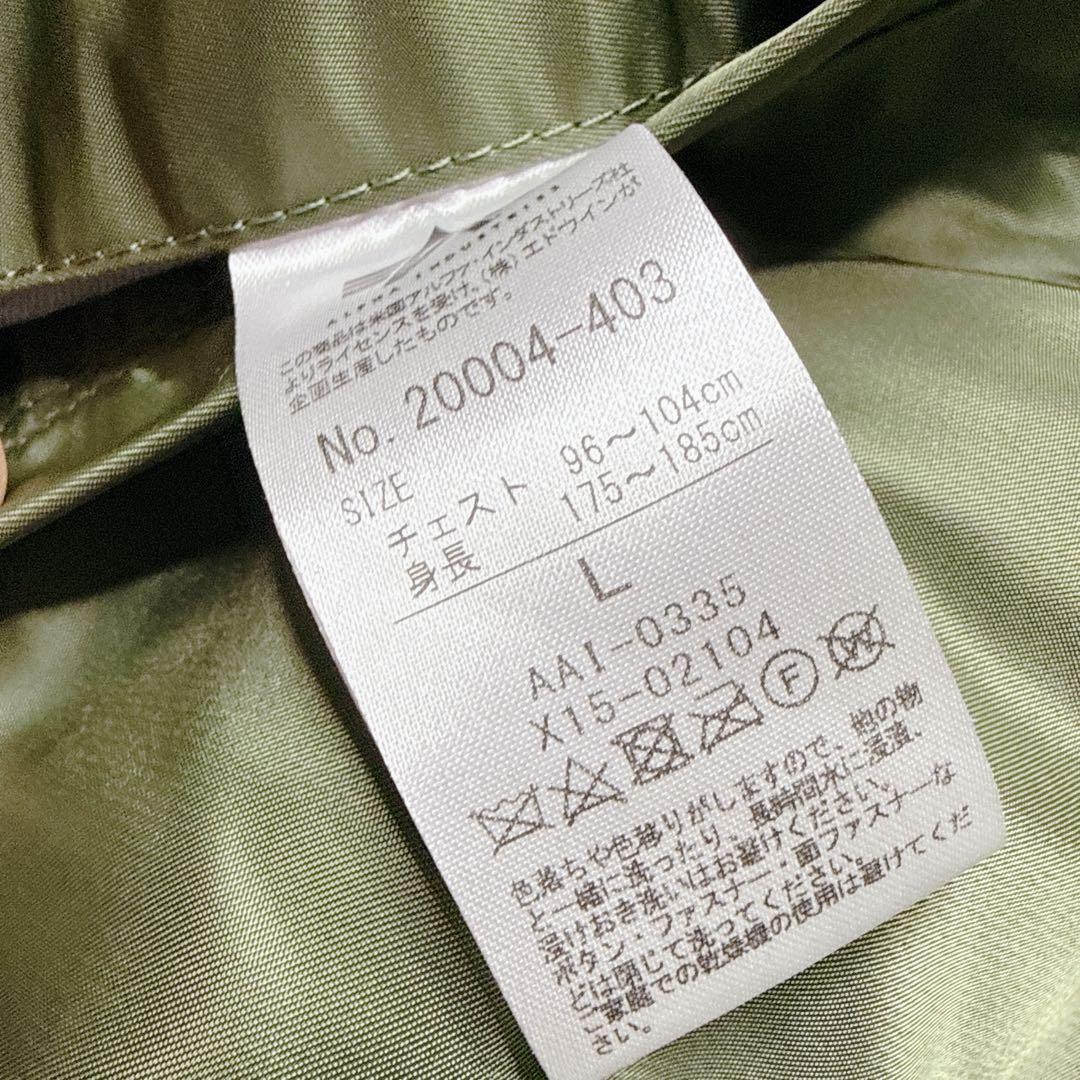 ALPHA INDUSTRIES
この商品は米国アルファ・インダストリーズ社
よりライセンスを受け、(株)エドウインが
企画生産したものです。
No. 20004-403
SIZE
チェスト 96~104cm
身長 175~185cm
L
AAI-0335
X15-02104
F W
色落ちや色移りがしますので、他の物
と一緒に洗ったり、長時間水に浸漬、
浸けおき洗いはお避けください。
ボタン・ファスナー・面ファスナーな
どは閉じて洗ってください。
ご家庭での乾燥機の使用は避けてくだ
さい。